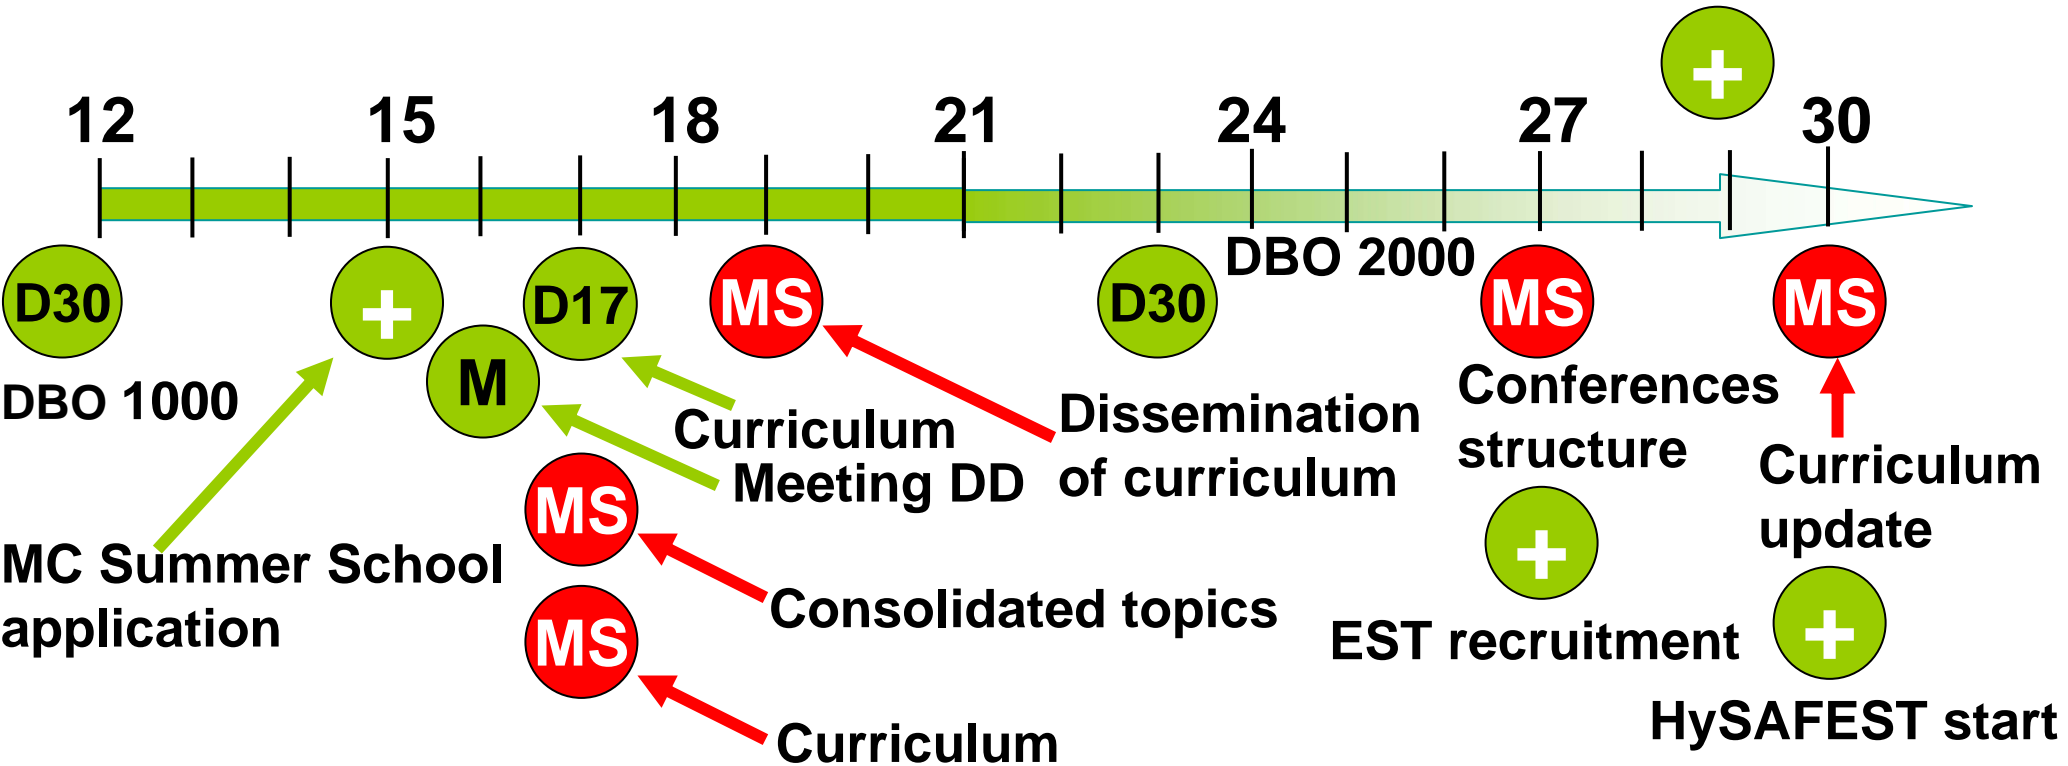 +
12 15 18 21 24 27 30
DBO 2000
D30 + D17 MS D30 MS MS
M
DBO 1000
Curriculum
Meeting DD
Dissemination
of curriculum
Conferences
structure
Curriculum
update
MS
+
MC Summer School
application
Consolidated topics
EST recruitment
+
MS
HySAFEST start
Curriculum